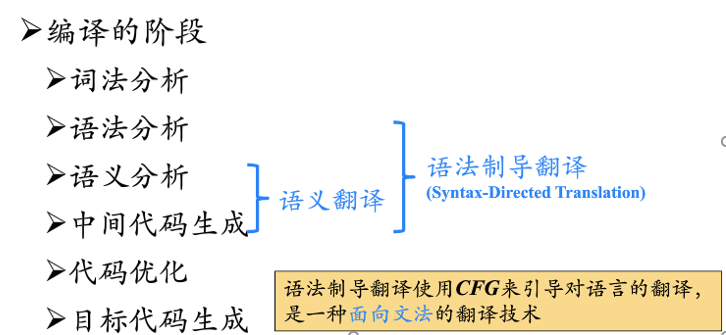 ➢编译的阶段
➢词法分析
➢语法分析
➢语义分析
➢中间代码生成
➢代码优化
➢目标代码生成
语义翻译
语法制导翻译
(Syntax-Directed Translation)
语法制导翻译使用CFG来引导对语言的翻译，
是一种面向文法的翻译技术